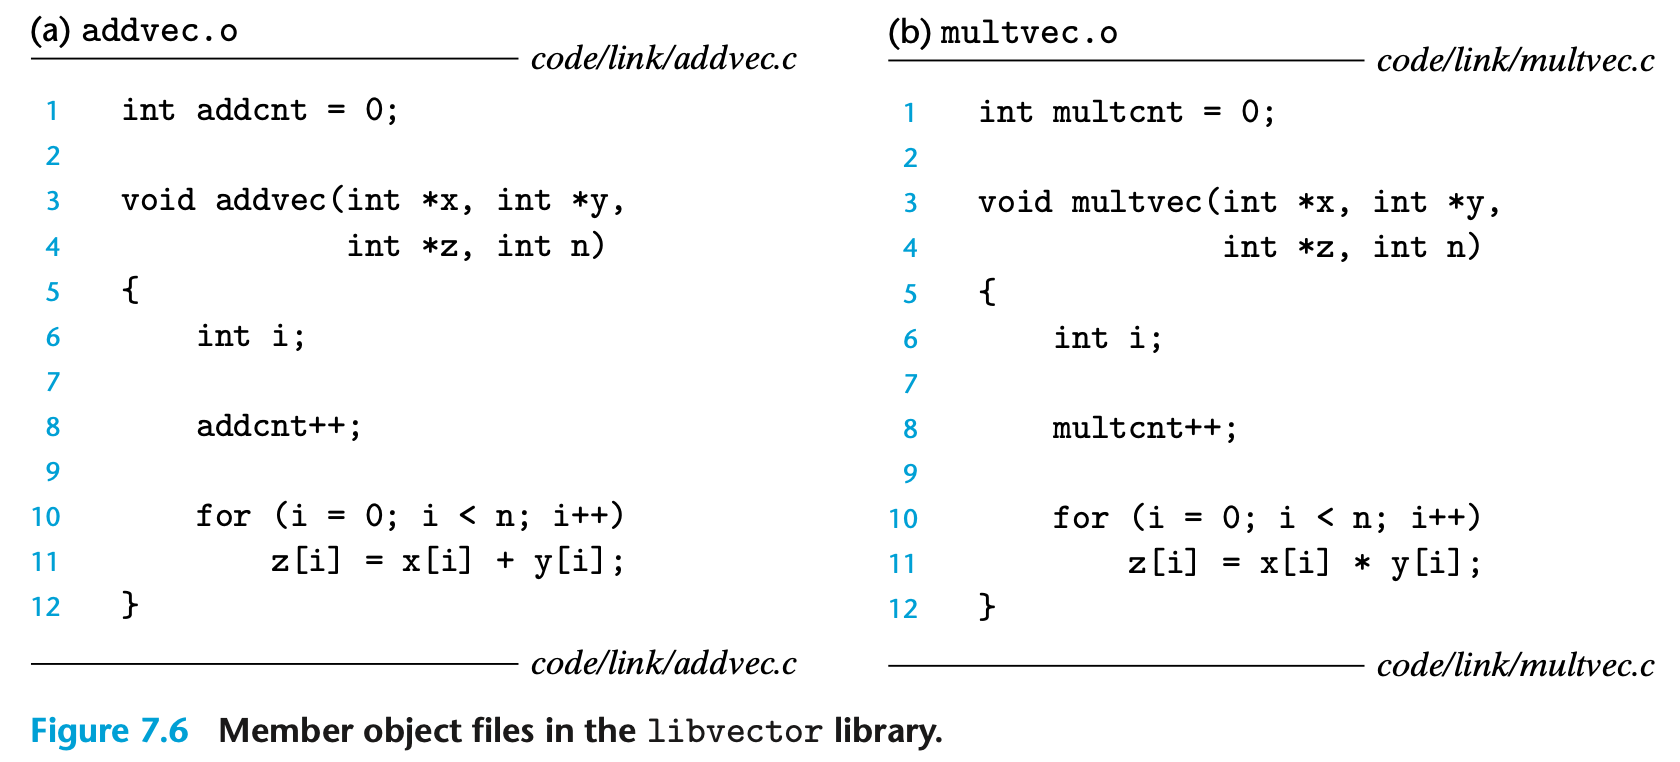 (a) addvec.o
code/link/addvec.c
1 int addcnt = 0;
2
3 void addvec(int *x, int *y,
4 int *z, int n)
5 {
6 int i;
7
8 addcnt++;
9
10 for (i = 0; i < n; i++)
11 z[i] = x[i] + y[i];
12 }
code/link/addvec.c
(b) multvec.o
code/link/multvec.c
1 int multcnt = 0;
2
3 void multvec(int *x, int *y,
4 int *z, int n)
5 {
6 int i;
7
8 multcnt++;
9
10 for (i = 0; i < n; i++)
11 z[i] = x[i] * y[i];
12 }
code/link/multvec.c
Figure 7.6 Member object files in the libvector library.